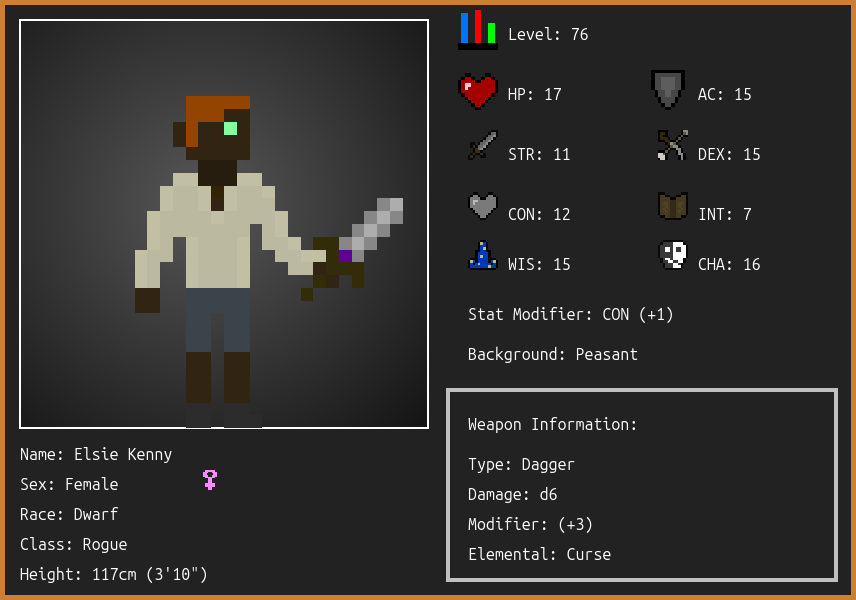 Level: 76
HP: 17
AC: 15
STR: 11
DEX: 15
CON: 12
INT: 7
WIS: 15
CHA: 16
Stat Modifier: CON (+1)
Background: Peasant
Name: Elsie Kenny
Sex: Female
Race: Dwarf
Class: Rogue
Height: 117cm (3'10")
Weapon Information:
Type: Dagger
Damage: d6
Modifier: (+3)
Elemental: Curse